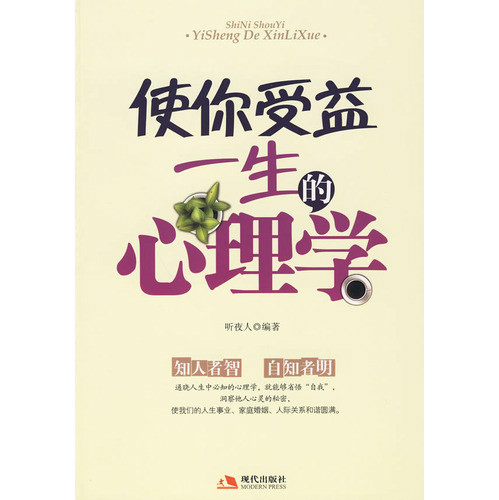 ShiNi ShouYi
• YiSheng De XinLiXue •
使你受益
一生的
心理学
听夜人◎编著
知人者智 自知者明
通晓人生中必知的心理学，就能够省悟“自我”，
洞察他人心灵的秘密，
使我们的人生事业、家庭婚姻、人际关系和谐圆满。
现代出版社
MODERN PRESS